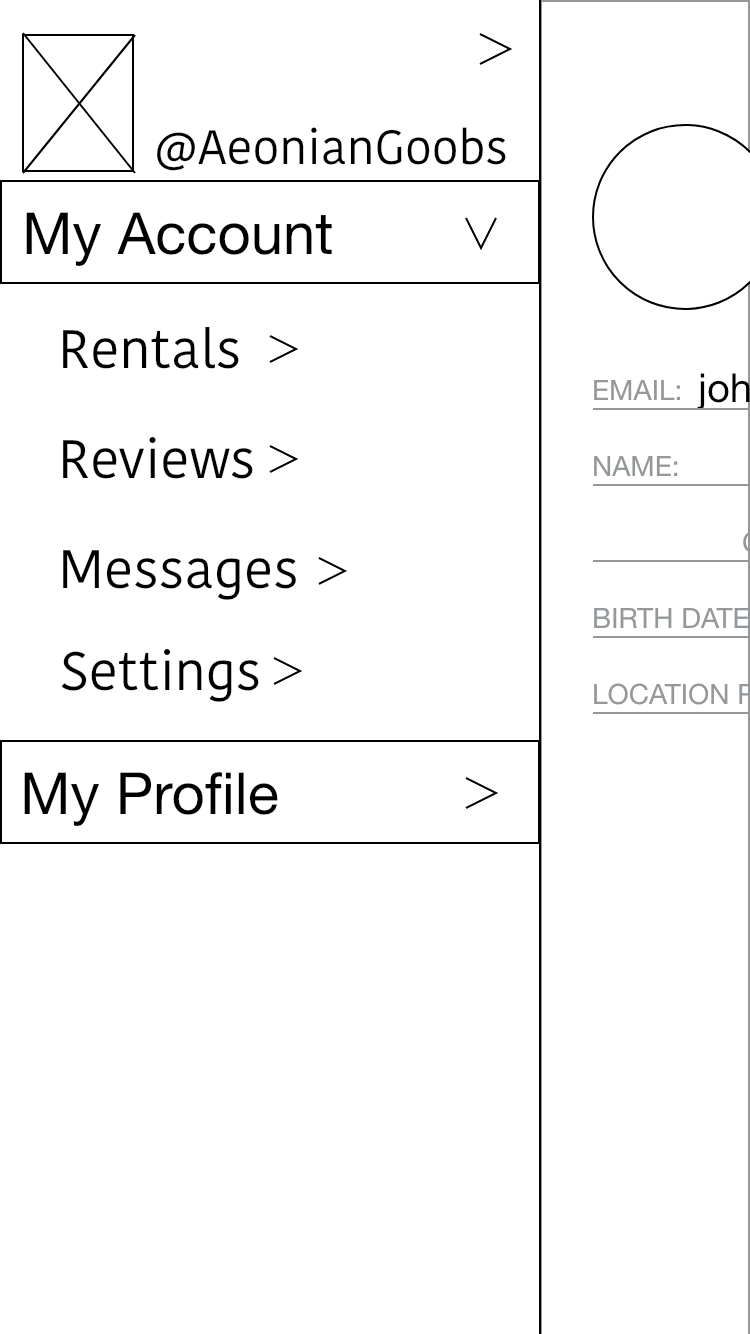 >
@AeonianGoobs
My Account
Rentals >
Reviews >
Messages >
Settings >
My Profile >
EMAIL: joh
NAME:
BIRTH DATE
LOCATION